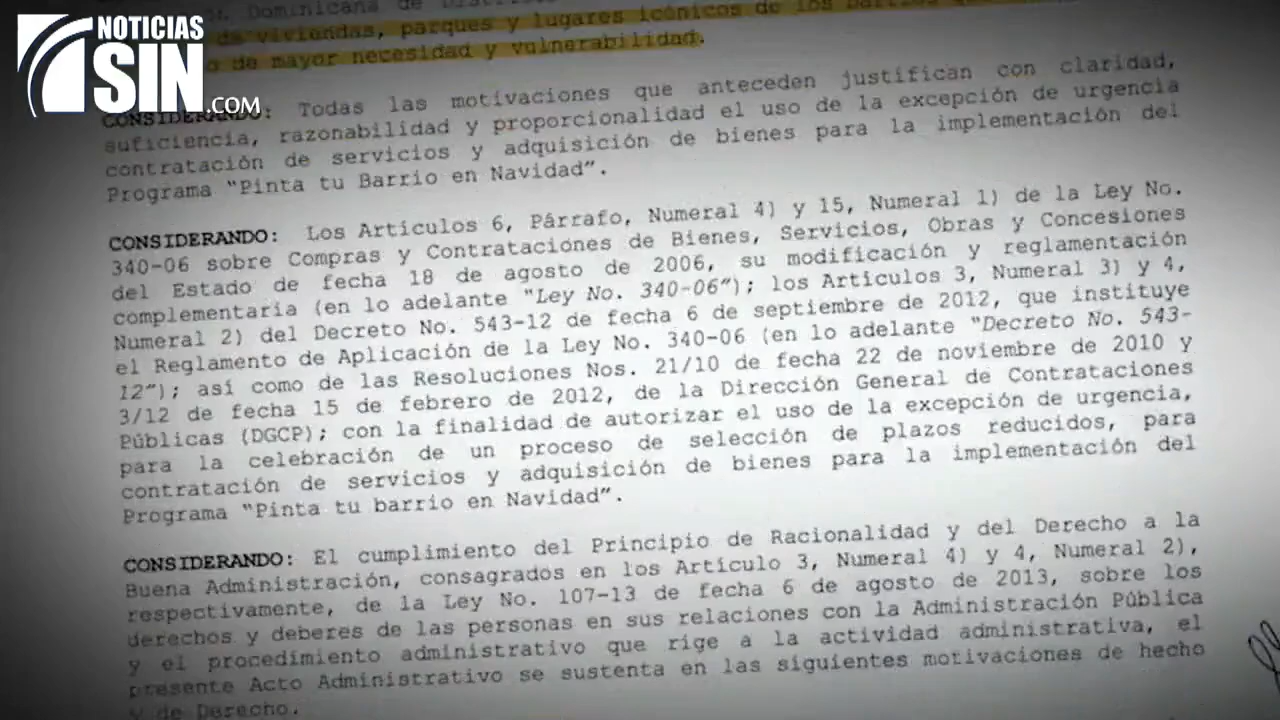 NOTICIAS
SIN
.COM
Dominicana de
de viviendas, parques y lugares icónicos de los barrios
de mayor necesidad y vulnerabilidad.
CONSIDERANDO: Todas las motivaciones que anteceden justifican con claridad,
suficiencia, razonabilidad y proporcionalidad el uso de la excepción de urgencia
contratación de servicios y adquisición de bienes para la implementación del
Programa “Pinta tu Barrio en Navidad”.
CONSIDERANDO: Los Artículos 6, Párrafo, Numeral 4) y 15, Numeral 1) de la Ley No.
340-06 sobre Compras y Contrataciones de Bienes, Servicios, Obras y Concesiones
del Estado de fecha 18 de agosto de 2006, su modificación y reglamentación
complementaria (en lo adelante "Ley No. 340-06”); los Artículos 3, Numeral 3) y 4,
Numeral 2) del Decreto No. 543-12 de fecha 6 de septiembre de 2012, que instituye
el Reglamento de Aplicación de la Ley No. 340-06 (en lo adelante "Decreto No. 543-
12”); así como de las Resoluciones Nos. 21/10 de fecha 22 de noviembre de 2010 y
3/12 de fecha 15 de febrero de 2012, de la Dirección General de Contrataciones
Públicas (DGCP); con la finalidad de autorizar el uso de la excepción de urgencia,
para la celebración de un proceso de selección de plazos reducidos, para
contratación de servicios y adquisición de bienes para la implementación del
Programa “Pinta tu barrio en Navidad”.
CONSIDERANDO: El cumplimiento del Principio de Racionalidad y del Derecho a la
Buena Administración, consagrados en los Artículo 3, Numeral 4) y 4, Numeral 2),
respectivamente, de la Ley No. 107-13 de fecha 6 de agosto de 2013, sobre los
derechos y deberes de las personas en sus relaciones con la Administración Pública
y el procedimiento administrativo que rige a la actividad administrativa, el
presente Acto Administrativo se sustenta en las siguientes motivaciones de hecho
y de Derecho.